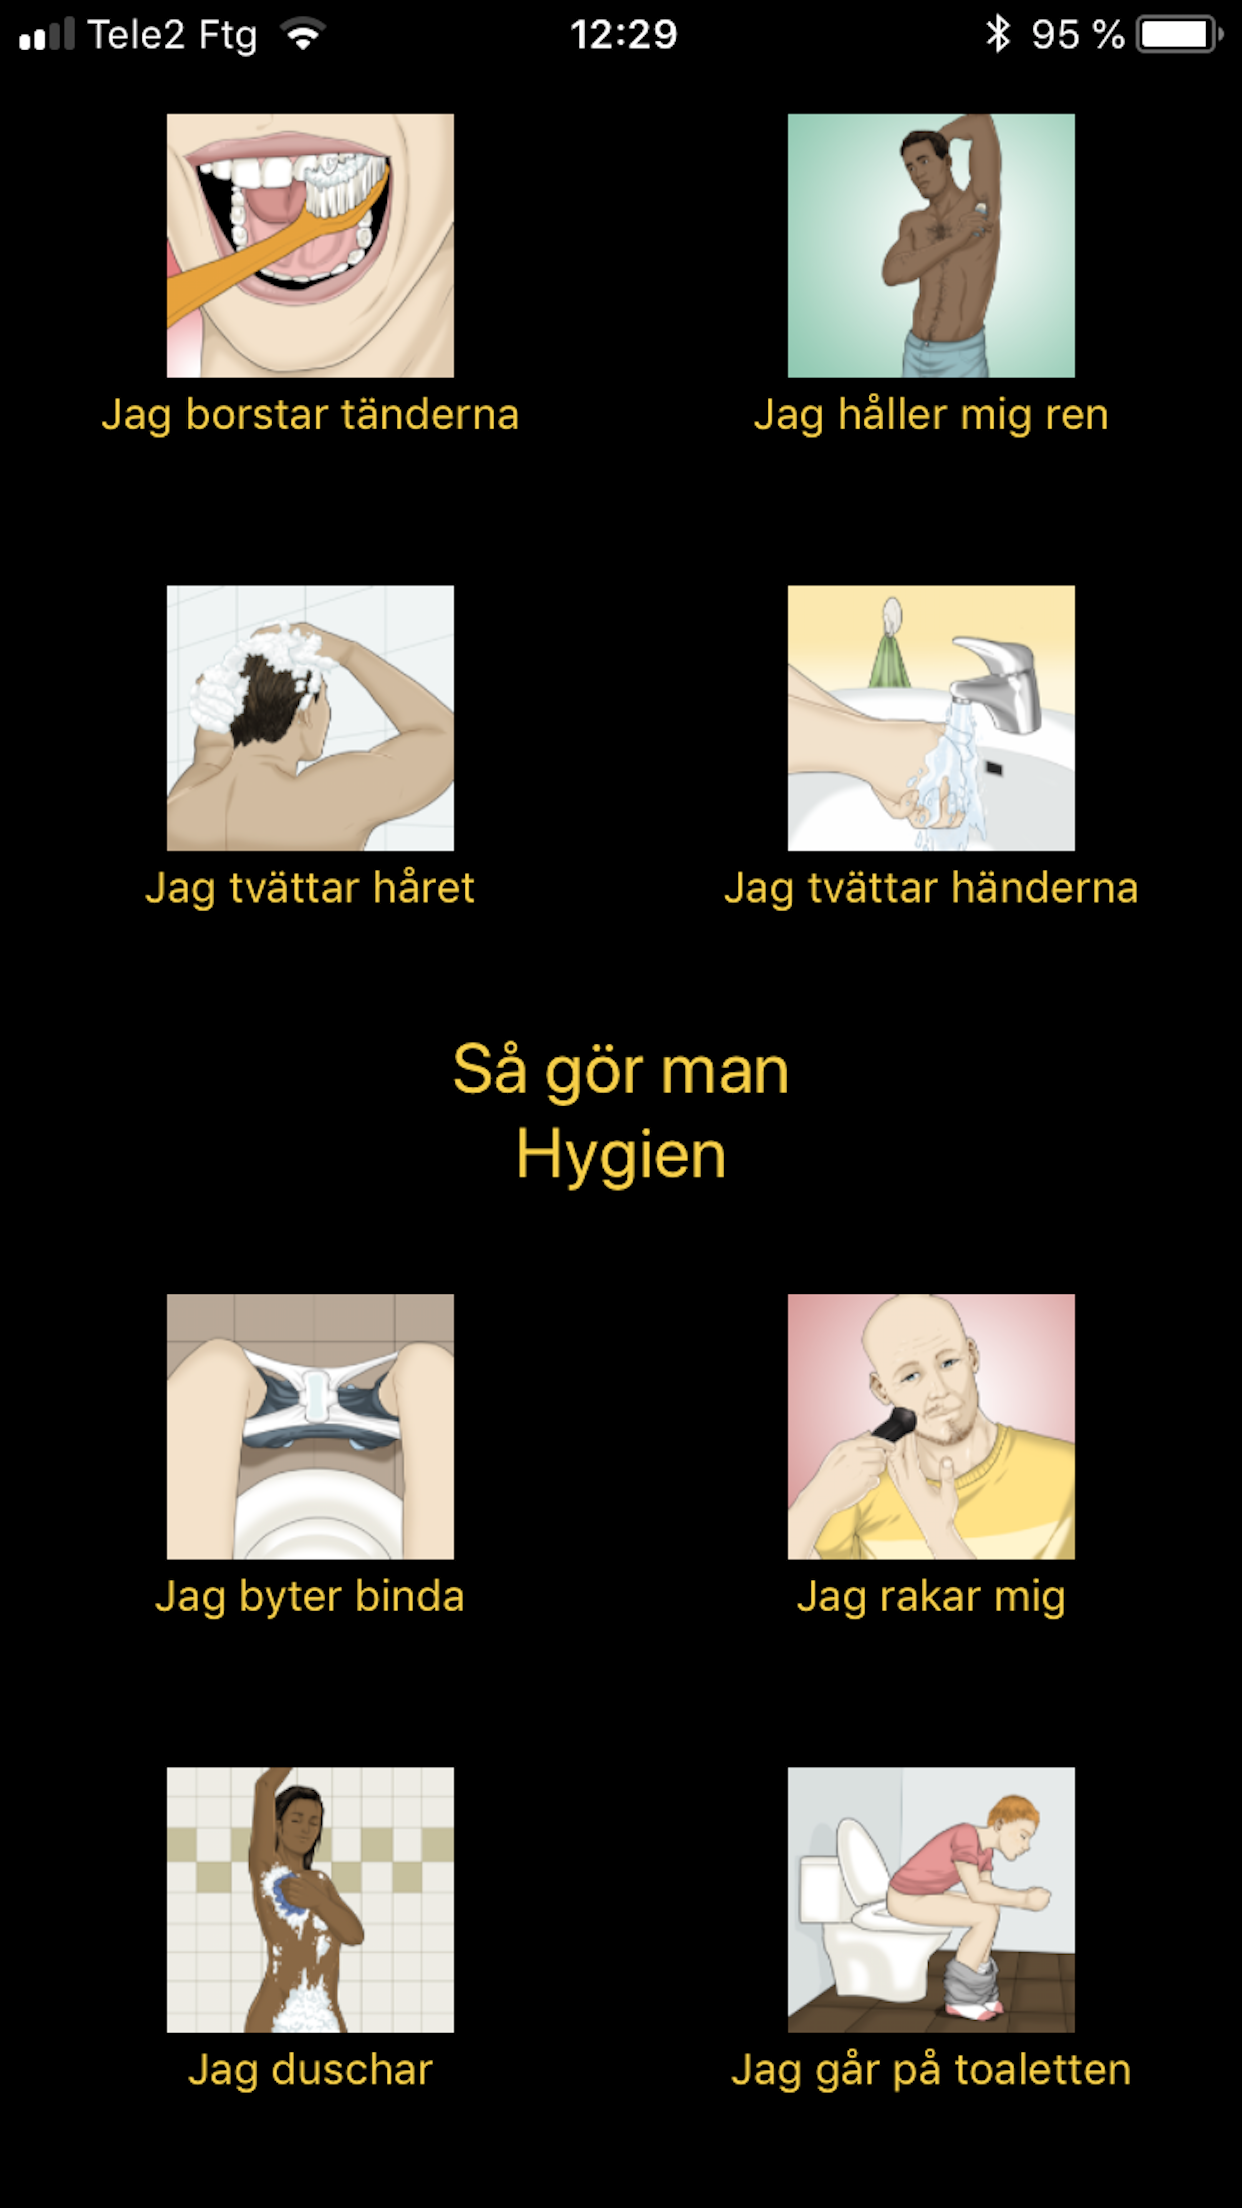 Tele2 Ftg 12:29 95 %
Jag borstar tänderna
Jag håller mig ren
Jag tvättar håret
Jag tvättar händerna
Så gör man
Hygien
Jag byter binda
Jag rakar mig
Jag duschar
Jag går på toaletten